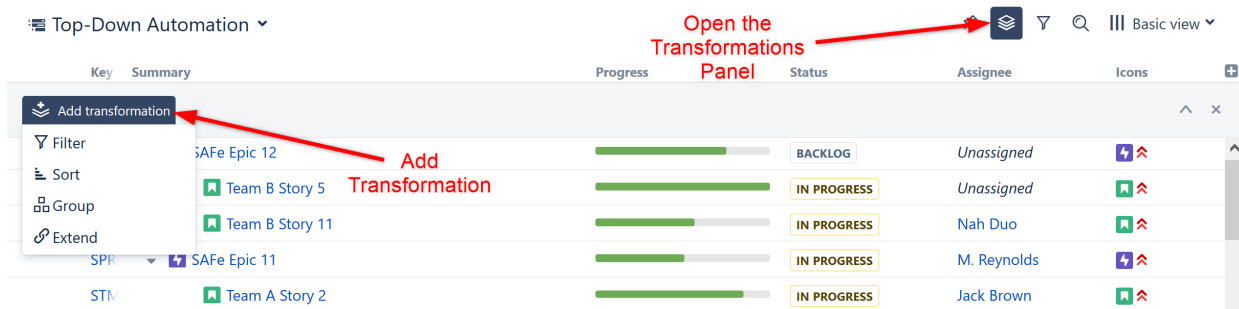 Top-Down Automation
Open the
Transformations
Panel
Basic view
Key Summary Progress Status Assignee Icons
Add transformation
Filter
Sort
Group
Extend
Add
Transformation
SAFe Epic 12 BACKLOG Unassigned
Team B Story 5 IN PROGRESS Unassigned
Team B Story 11 IN PROGRESS Nah Duo
SPR SAFe Epic 11 IN PROGRESS M. Reynolds
STM Team A Story 2 IN PROGRESS Jack Brown